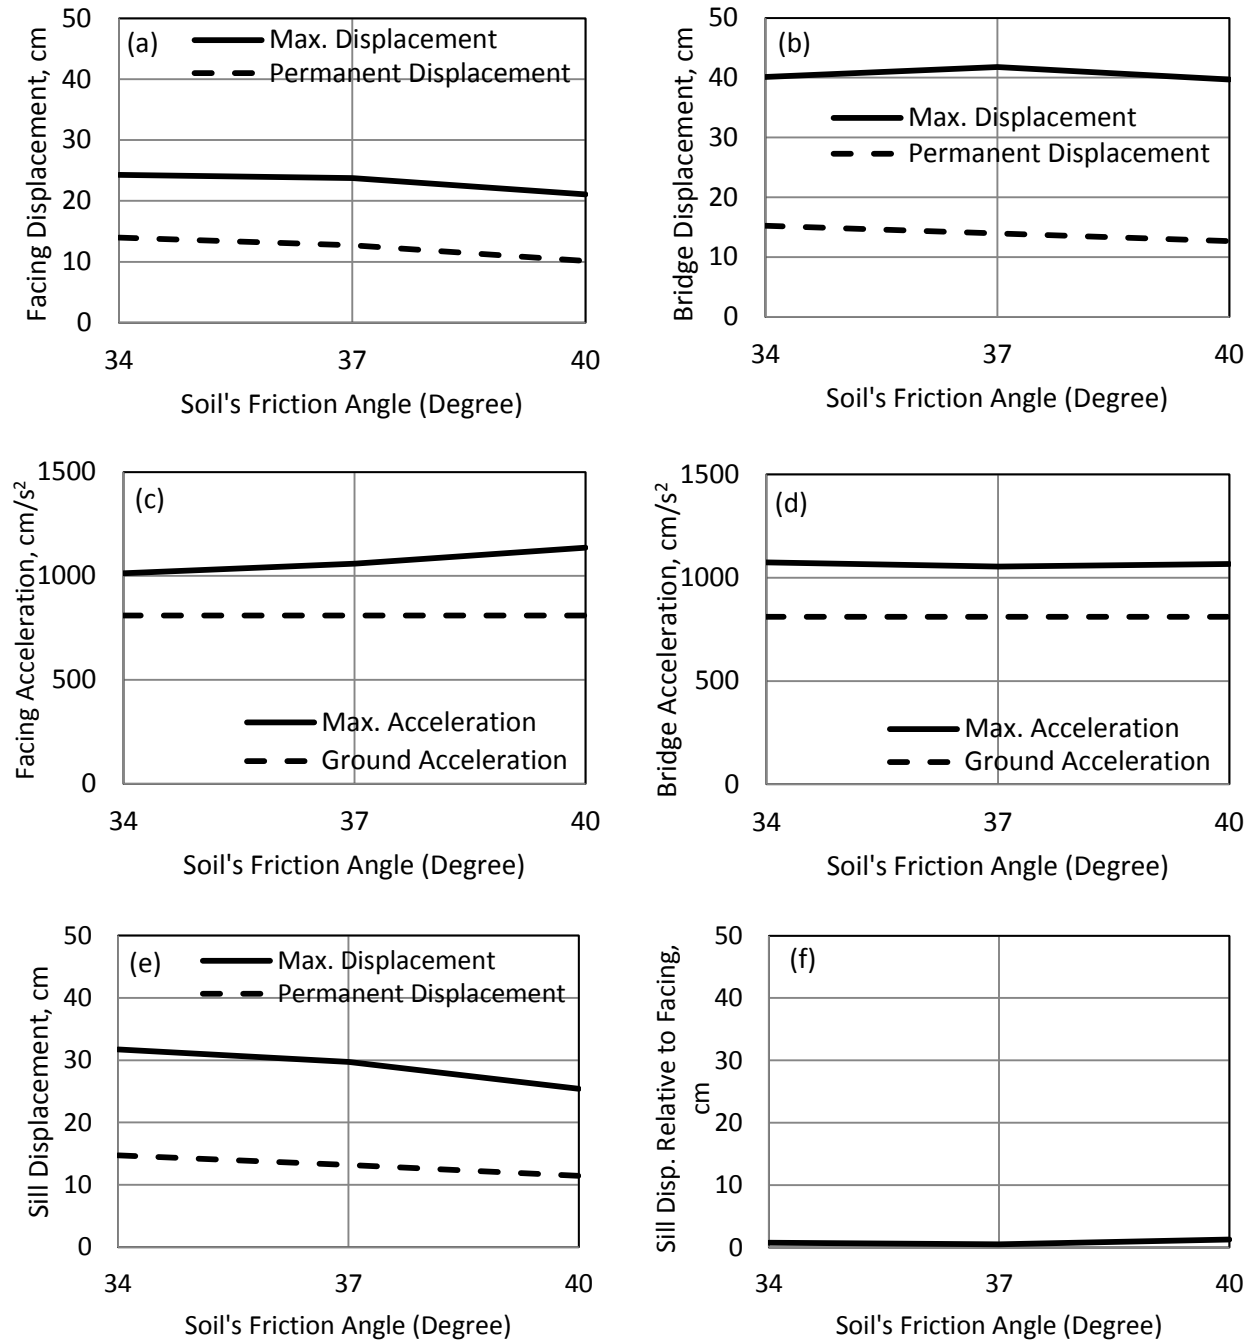 (a)
Max. Displacement
Permanent Displacement
Facing Displacement, cm
50
40
30
20
10
0
34
37
40
Soil's Friction Angle (Degree)
(b)
Max. Displacement
Permanent Displacement
Bridge Displacement, cm
50
40
30
20
10
0
34
37
40
Soil's Friction Angle (Degree)
(c)
Facing Acceleration, cm/s²
1500
1000
500
0
Max. Acceleration
Ground Acceleration
34
37
40
Soil's Friction Angle (Degree)
(d)
Bridge Acceleration, cm/s²
1500
1000
500
0
Max. Acceleration
Ground Acceleration
34
37
40
Soil's Friction Angle (Degree)
(e)
Max. Displacement
Permanent Displacement
Sill Displacement, cm
50
40
30
20
10
0
34
37
40
Soil's Friction Angle (Degree)
(f)
Sill Disp. Relative to Facing,
cm
50
40
30
20
10
0
34
37
40
Soil's Friction Angle (Degree)